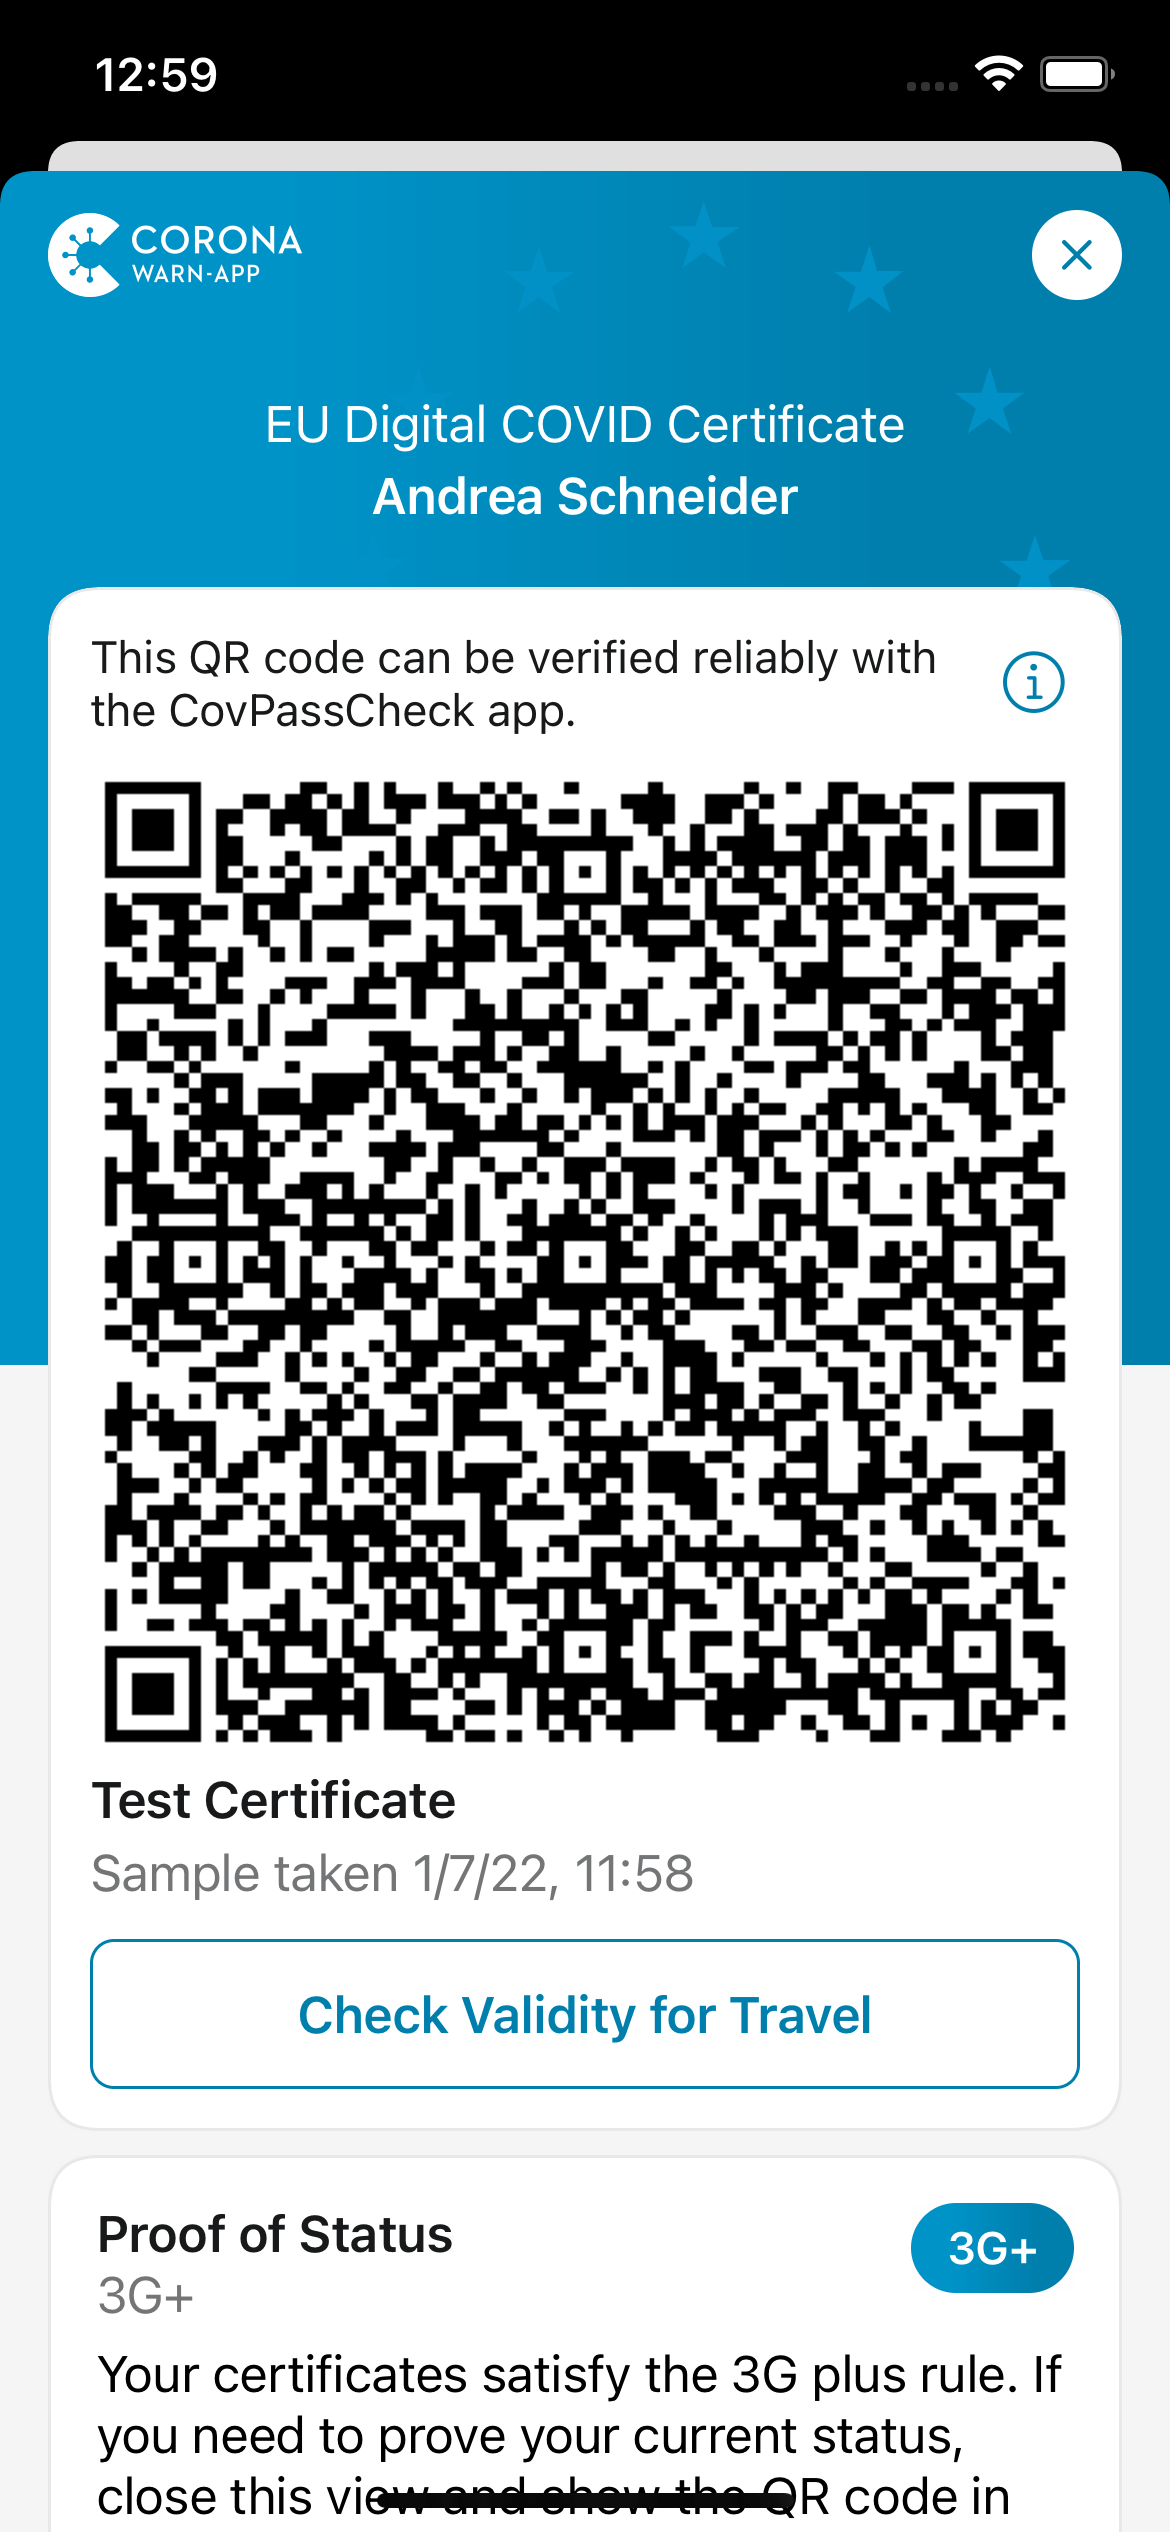 12:59
CORONA
WARN-APP
EU Digital COVID Certificate
Andrea Schneider
This QR code can be verified reliably with
the CovPassCheck app.
Test Certificate
Sample taken 1/7/22, 11:58
Check Validity for Travel
Proof of Status
3G+
3G+
Your certificates satisfy the 3G plus rule. If
you need to prove your current status,
close this view and show the QR code in